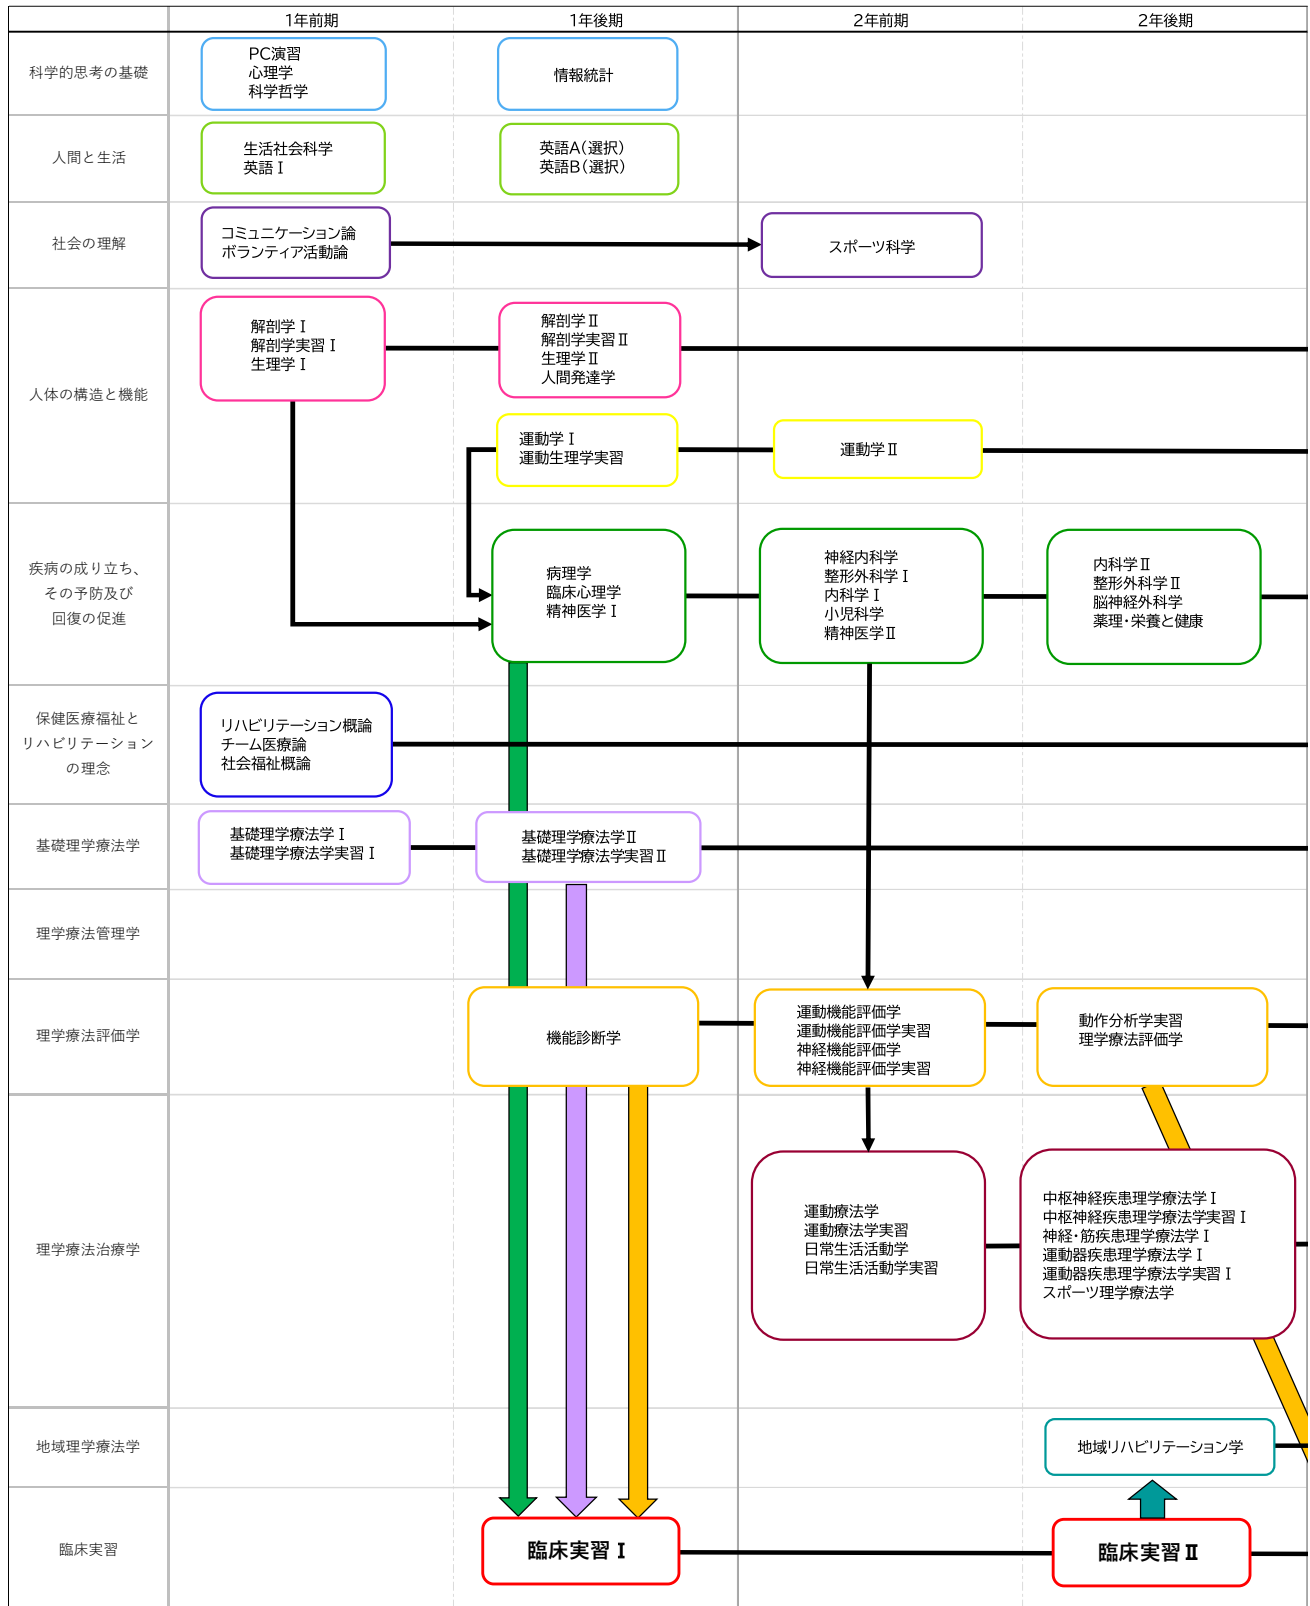 1年前期
1年後期
2年前期
2年後期
科学的思考の基礎
PC演習
心理学
科学哲学
情報統計
人間と生活
生活社会科学
英語Ⅰ
英語A（選択）
英語B（選択）
社会の理解
コミュニケーション論
ボランティア活動論
スポーツ科学
人体の構造と機能
解剖学Ⅰ
解剖学実習Ⅰ
生理学Ⅰ
解剖学Ⅱ
解剖学実習Ⅱ
生理学Ⅱ
人間発達学
運動学Ⅰ
運動生理学実習
運動学Ⅱ
疾病の成り立ち、
その予防及び
回復の促進
病理学
臨床心理学
精神医学Ⅰ
神経内科学
整形外科学Ⅰ
内科学Ⅰ
小児科学
精神医学Ⅱ
内科学Ⅱ
整形外科学Ⅱ
脳神経外科学
薬理・栄養と健康
保健医療福祉と
リハビリテーション
の理念
リハビリテーション概論
チーム医療論
社会福祉概論
基礎理学療法学
基礎理学療法学Ⅰ
基礎理学療法学実習Ⅰ
基礎理学療法学Ⅱ
基礎理学療法学実習Ⅱ
理学療法管理学
理学療法評価学
機能診断学
運動機能評価学
運動機能評価学実習
神経機能評価学
神経機能評価学実習
動作分析学実習
理学療法評価学
理学療法治療学
運動療法学
運動療法学実習
日常生活活動学
日常生活活動学実習
中枢神経疾患理学療法学Ⅰ
中枢神経疾患理学療法学実習Ⅰ
神経・筋疾患理学療法学Ⅰ
運動器疾患理学療法学Ⅰ
運動器疾患理学療法学実習Ⅰ
スポーツ理学療法学
地域理学療法学
地域リハビリテーション学
臨床実習
臨床実習Ⅰ
臨床実習Ⅱ